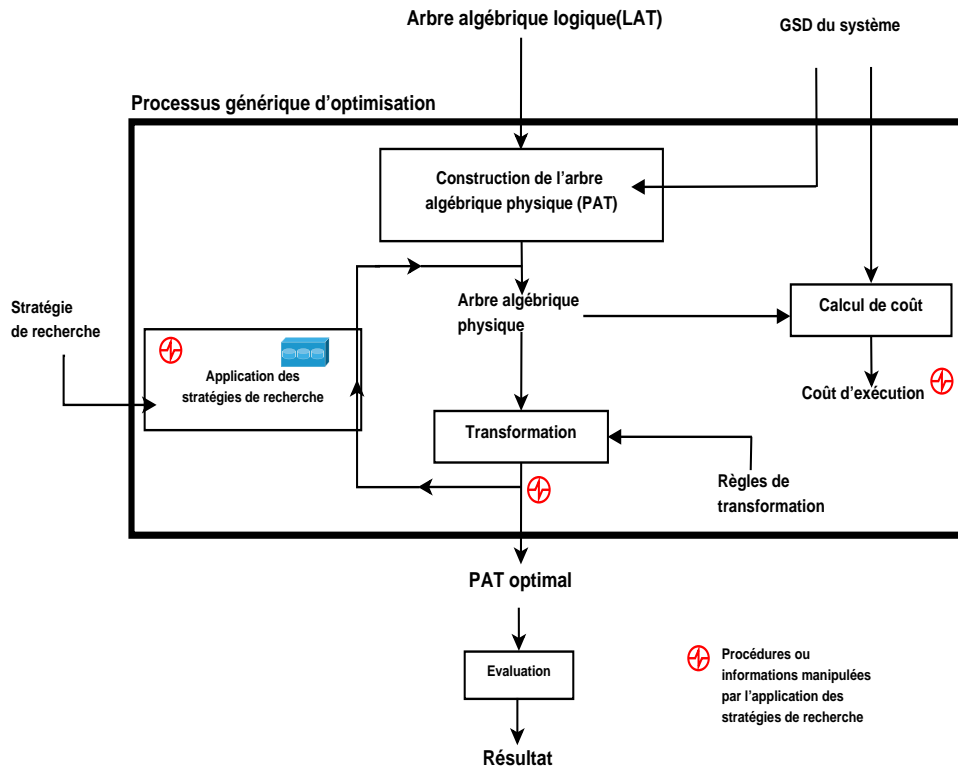 Arbre algébrique logique(LAT)
GSD du système
Processus générique d'optimisation
Construction de l'arbre
algébrique physique (PAT)
Stratégie
de recherche
Arbre algébrique
physique
Calcul de coût
Application des
stratégies de recherche
Coût d'exécution
Transformation
Règles de
transformation
PAT optimal
Evaluation
Procédures ou
informations manipulées
par l'application des
stratégies de recherche
Résultat